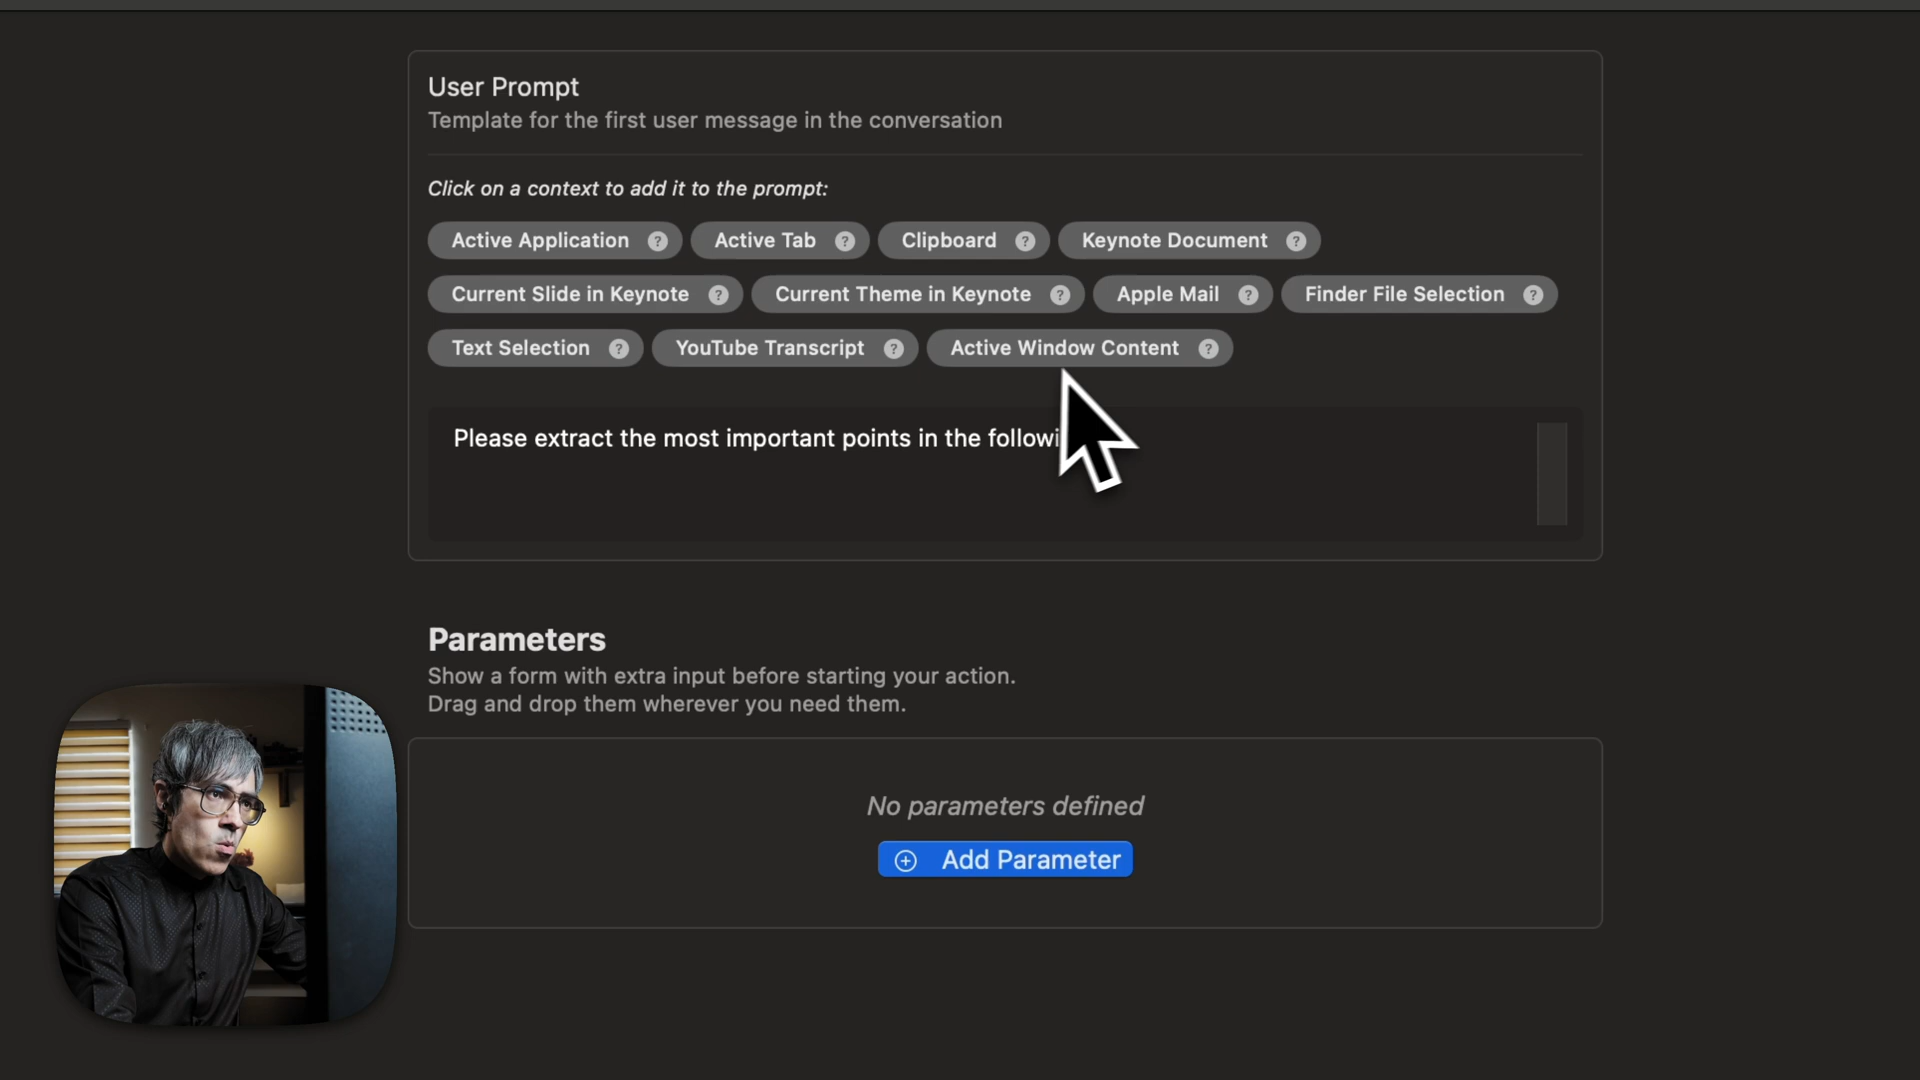 User Prompt
Template for the first user message in the conversation
Click on a context to add it to the prompt:
Active Application ?
Active Tab ?
Clipboard ?
Keynote Document ?
Current Slide in Keynote ?
Current Theme in Keynote ?
Apple Mail ?
Finder File Selection ?
Text Selection ?
YouTube Transcript ?
Active Window Content ?
Please extract the most important points in the
Parameters
Show a form with extra input before starting your action.
Drag and drop them wherever you need them.
No parameters defined
Add Parameter